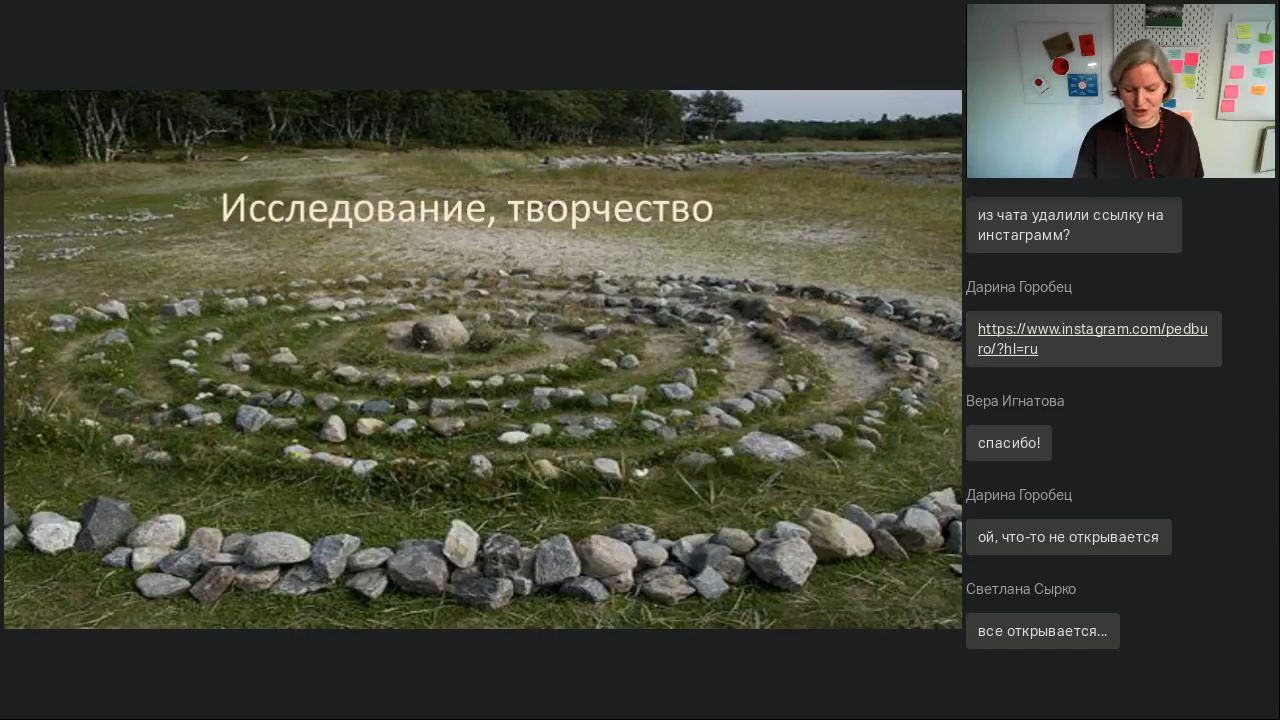 Исследование, творчество
из чата удалили ссылку на
инстаграмм?
Дарина Горобец
https://www.instagram.com/pedbu
ro/?hl=ru
Вера Игнатова
спасибо!
Дарина Горобец
ой, что-то не открывается
Светлана Сырко
все открывается...